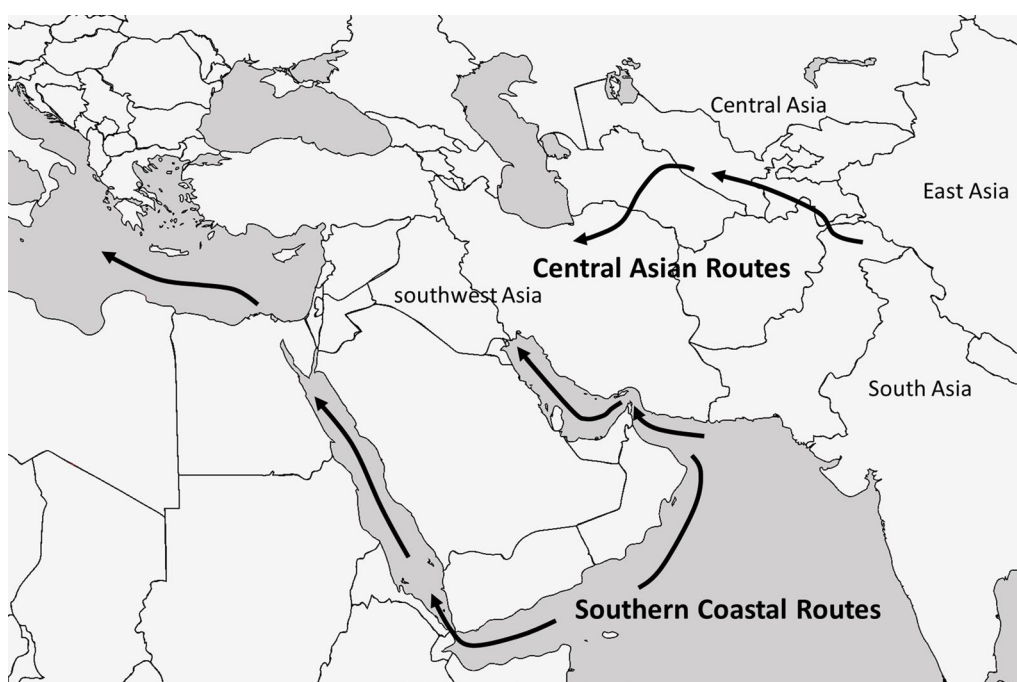 Central Asia
East Asia
Central Asian Routes
southwest Asia
South Asia
Southern Coastal Routes